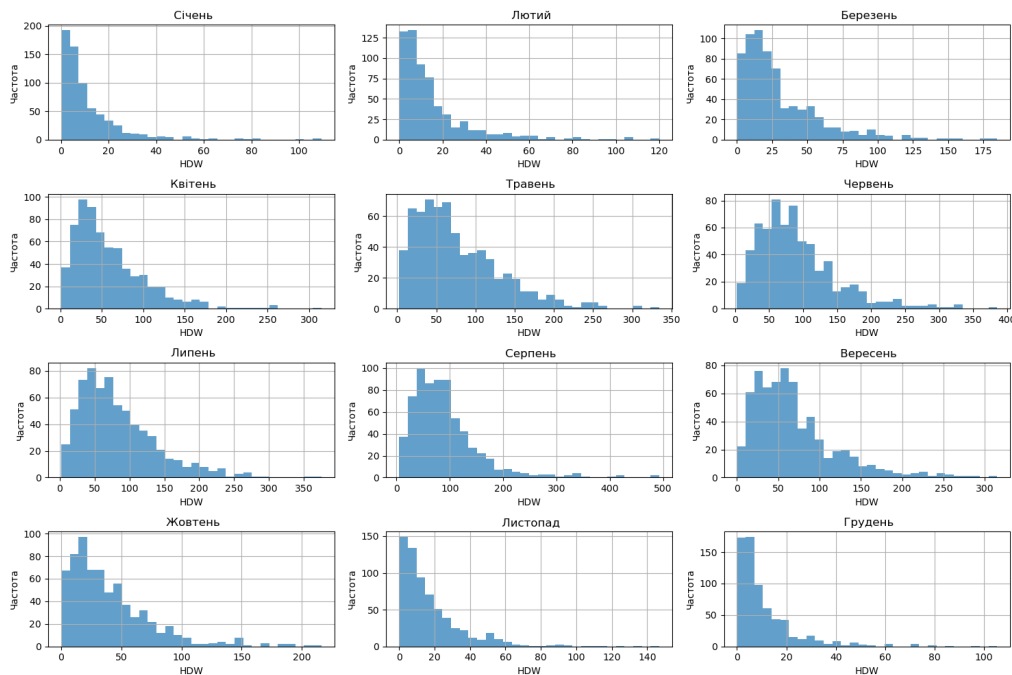 Січень
Частота
200
150
100
50
0
0 20 40 60 80 100
HDW
Лютий
Частота
125
100
75
50
25
0
0 20 40 60 80 100 120
HDW
Березень
Частота
100
80
60
40
20
0
0 25 50 75 100 125 150 175
HDW
Квітень
Частота
100
80
60
40
20
0
0 50 100 150 200 250 300
HDW
Травень
Частота
60
40
20
0
0 50 100 150 200 250 300 350
HDW
Червень
Частота
80
60
40
20
0
0 50 100 150 200 250 300 350 400
HDW
Липень
Частота
80
60
40
20
0
0 50 100 150 200 250 300 350
HDW
Серпень
Частота
100
80
60
40
20
0
0 100 200 300 400 500
HDW
Вересень
Частота
80
60
40
20
0
0 50 100 150 200 250 300
HDW
Жовтень
Частота
100
80
60
40
20
0
0 50 100 150 200
HDW
Листопад
Частота
150
100
50
0
0 20 40 60 80 100 120 140
HDW
Грудень
Частота
150
100
50
0
0 20 40 60 80 100
HDW